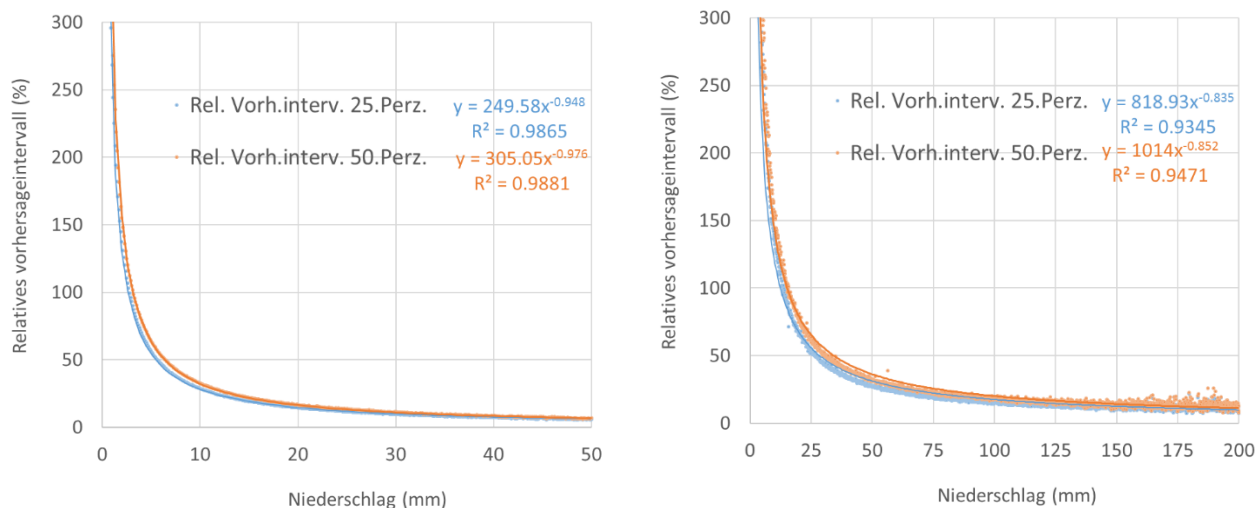 Relatives vorhersageintervall (%)
300
250
200
150
100
50
0
Rel. Vorh.interv. 25.Perz.
y = 249.58x^-0.948
R² = 0.9865
Rel. Vorh.interv. 50.Perz.
y = 305.05x^-0.976
R² = 0.9881
0 10 20 30 40 50
Niederschlag (mm)
Relatives vorhersageintervall (%)
300
250
200
150
100
50
0
Rel. Vorh.interv. 25.Perz.
y = 818.93x^-0.835
R² = 0.9345
Rel. Vorh.interv. 50.Perz.
y = 1014x^-0.852
R² = 0.9471
0 25 50 75 100 125 150 175 200
Niederschlag (mm)